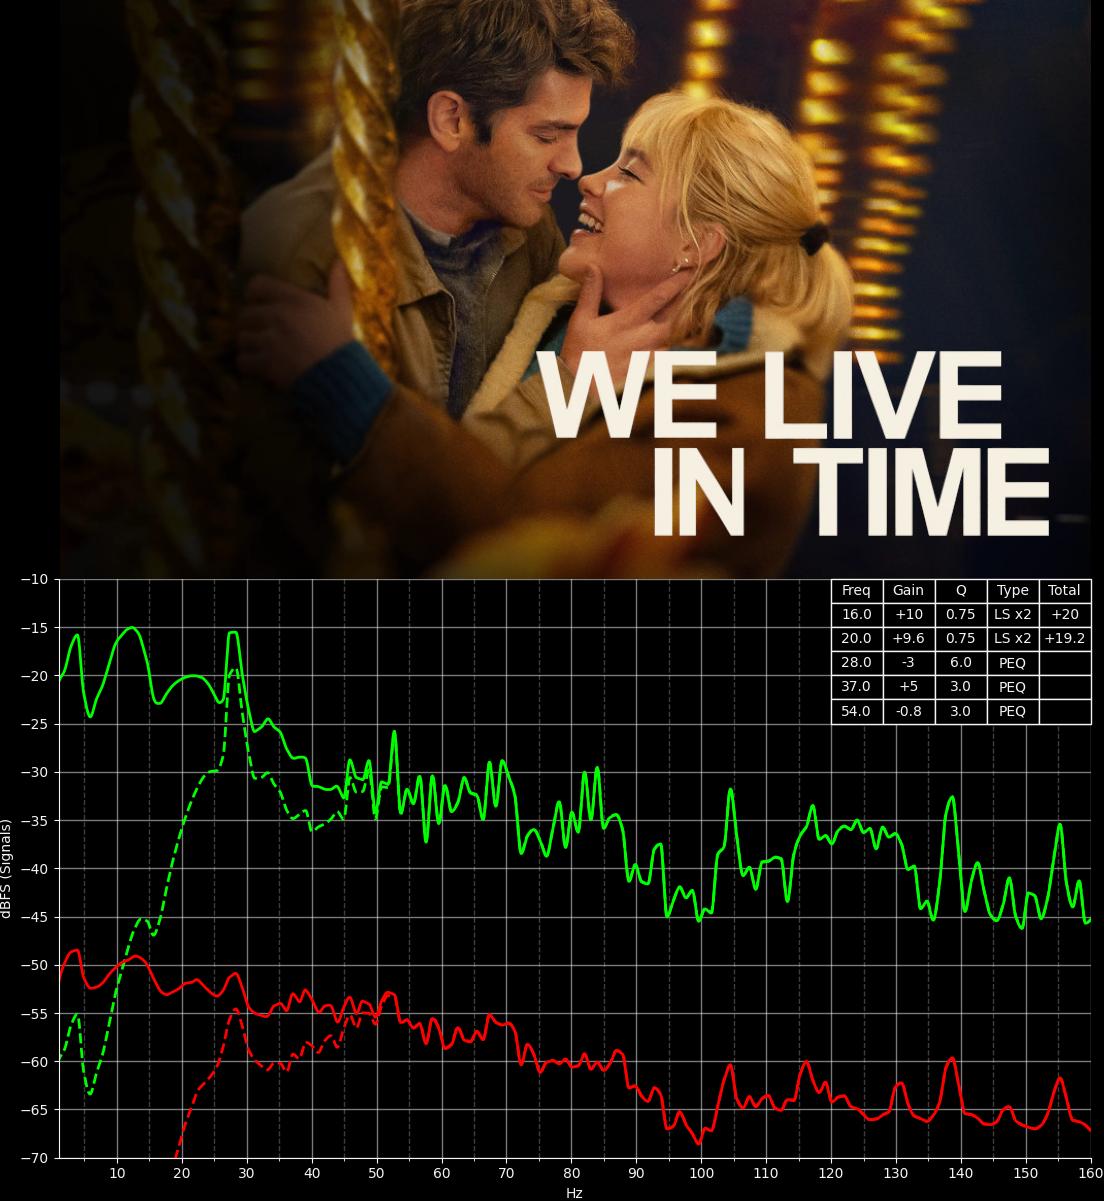 WE LIVE
IN TIME
Freq Gain Q Type Total
16.0 +10 0.75 LS x2 +20
20.0 +9.6 0.75 LS x2 +19.2
28.0 -3 6.0 PEQ
37.0 +5 3.0 PEQ
54.0 -0.8 3.0 PEQ
−10
−15
−20
−25
−30
−35
−40
−45
−50
−55
−60
−65
−70
dBFS (Signals)
10 20 30 40 50 60 70 80 90 100 110 120 130 140 150 160
Hz